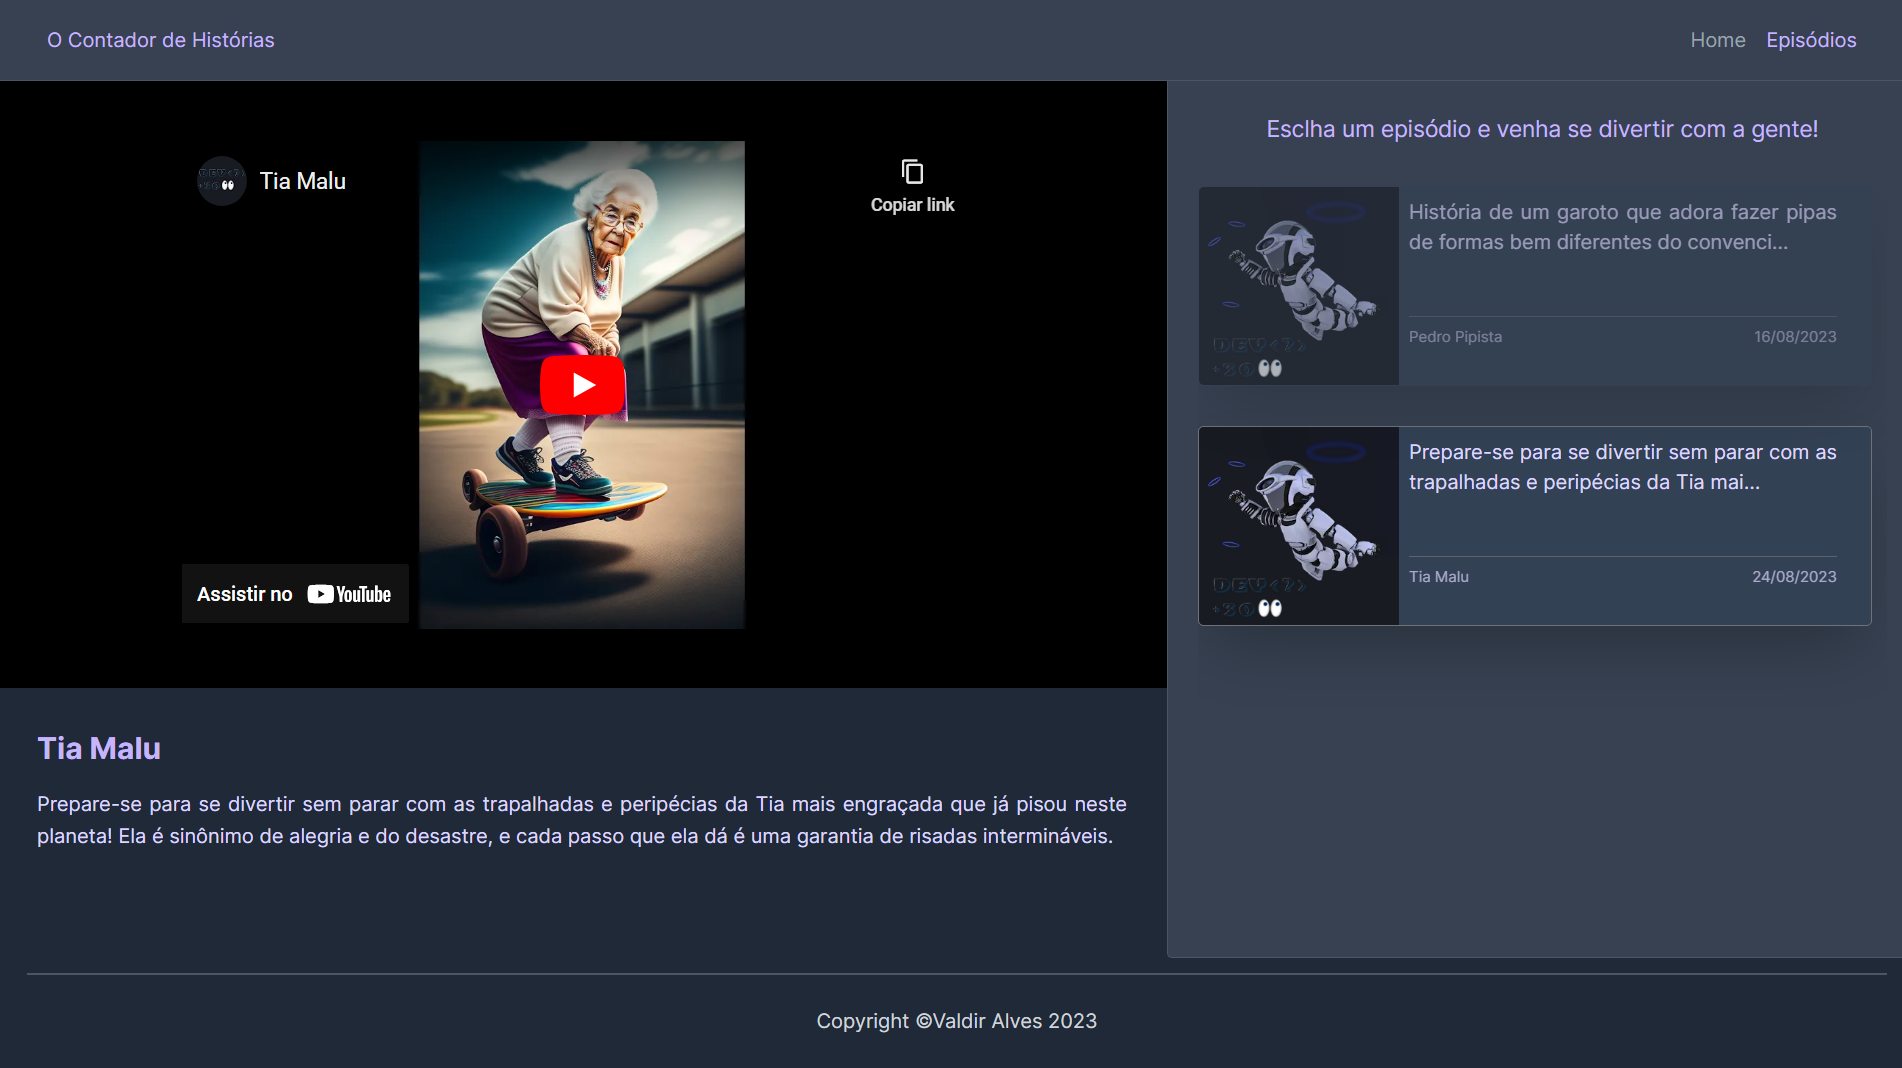 O Contador de Histórias
Home Episódios
Tia Malu
Copiar link
Assistir no YouTube
Tia Malu
Prepare-se para se divertir sem parar com as trapalhadas e peripécias da Tia mais engraçada que já pisou neste
planeta! Ela é sinônimo de alegria e do desastre, e cada passo que ela dá é uma garantia de risadas intermináveis.
Esclha um episódio e venha se divertir com a gente!
DEV<?>
+30
História de um garoto que adora fazer pipas
de formas bem diferentes do convenci...
Pedro Pipista 16/08/2023
DEV<?>
+30
Prepare-se para se divertir sem parar com as
trapalhadas e peripécias da Tia mai...
Tia Malu 24/08/2023
Copyright ©Valdir Alves 2023